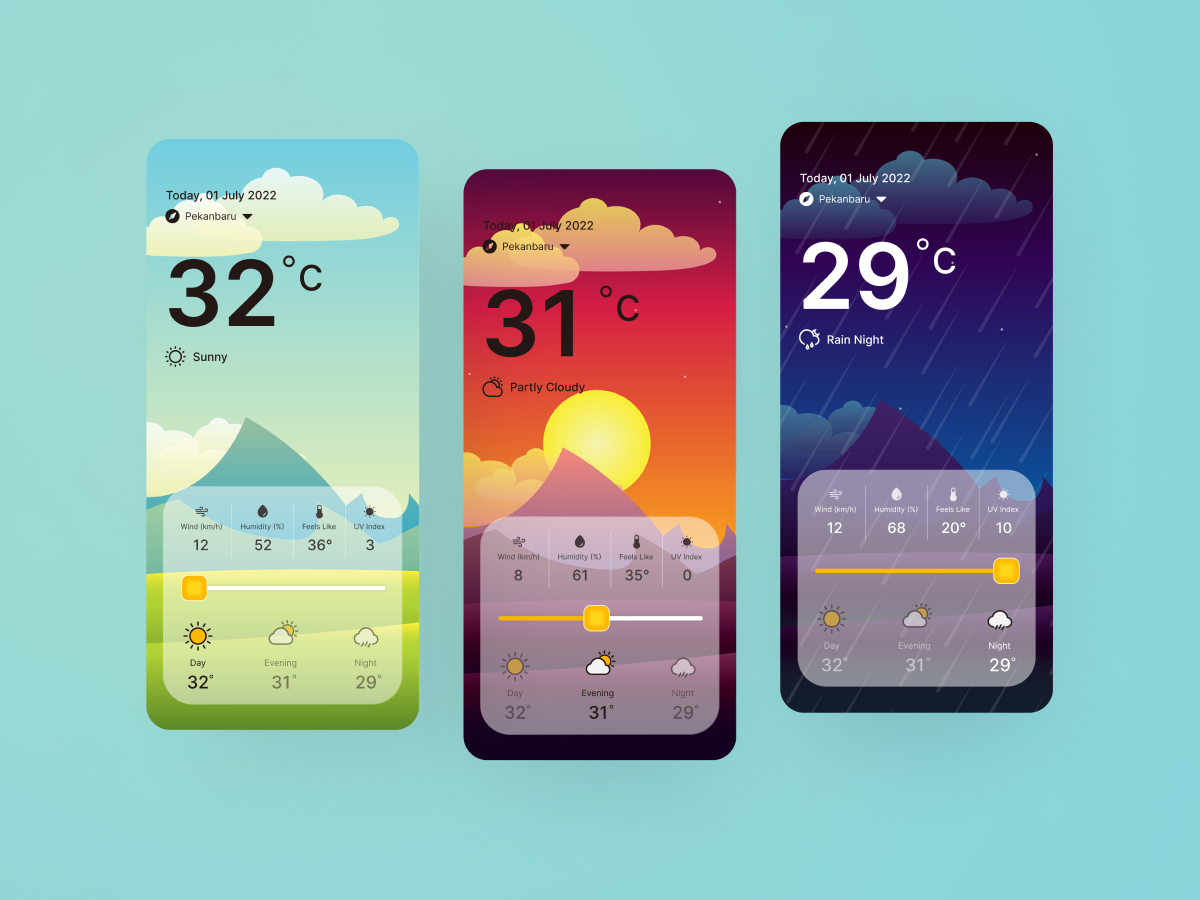 Today, 01 July 2022
Pekanbaru
32°C
Sunny
Wind (km/h) Humidity (%) Feels Like UV Index
12 52 36° 3
Day Evening Night
32° 31° 29°
Today, 01 July 2022
Pekanbaru
31°C
Partly Cloudy
Wind (km/h) Humidity (%) Feels Like UV Index
8 61 35° 0
Day Evening Night
32° 31° 29°
Today, 01 July 2022
Pekanbaru
29°C
Rain Night
Wind (km/h) Humidity (%) Feels Like UV Index
12 68 20° 10
Day Evening Night
32° 31° 29°